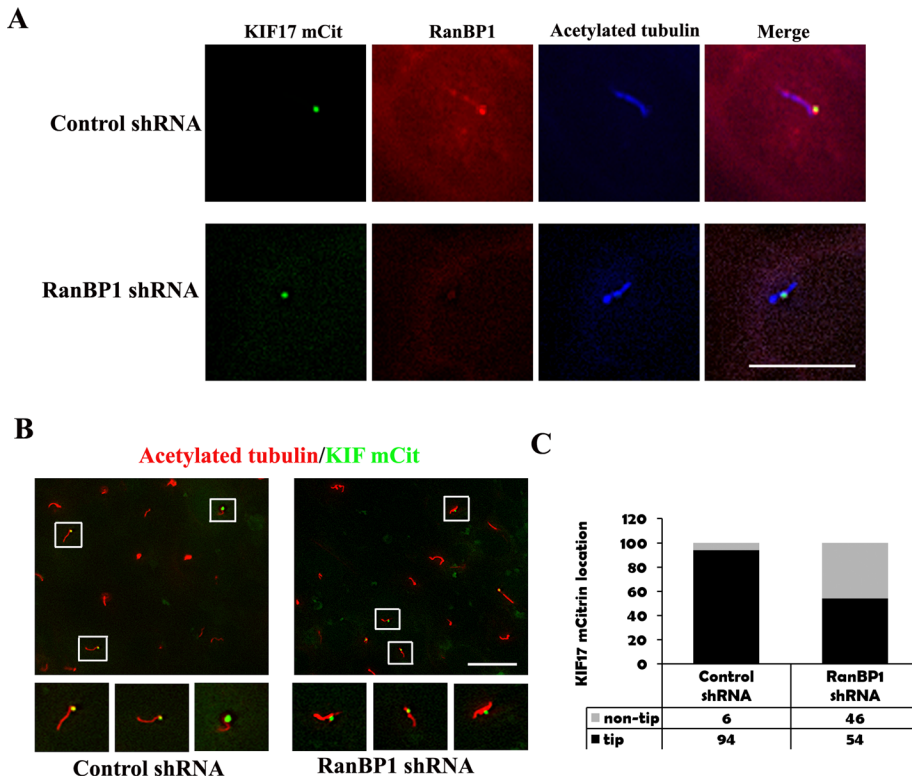 A
KIF17 mCit RanBP1 Acetylated tubulin Merge
Control shRNA
RanBP1 shRNA
B
Acetylated tubulin/KIF mCit
Control shRNA RanBP1 shRNA
C
KIF17 mCitrin location
120
100
80
60
40
20
0
Control shRNA RanBP1 shRNA
non-tip 6 46
tip 94 54